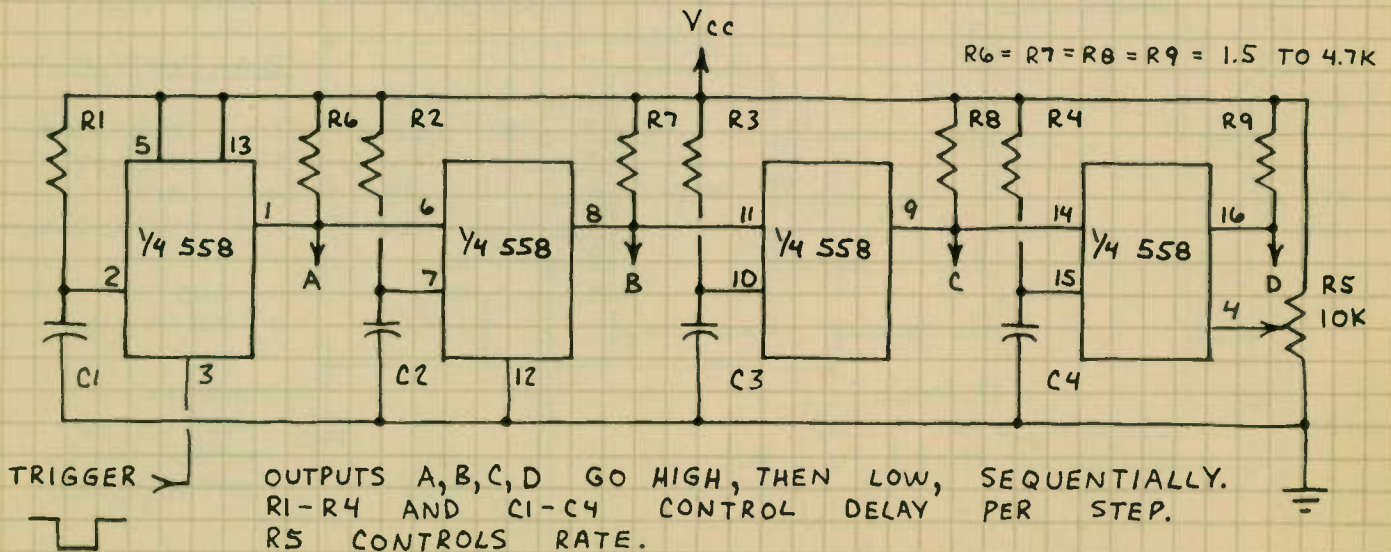 Vcc
R6 = R7 = R8 = R9 = 1.5 TO 4.7K
R1 R6 R2 R7 R3 R8 R4 R9
5 13
1 6 8 11 9 14 16
1/4 558 1/4 558 1/4 558 1/4 558
2 A 7 B 10 C 15 D R5
4 10K
C1 3 C2 12 C3 C4
TRIGGER
OUTPUTS A, B, C, D GO HIGH, THEN LOW, SEQUENTIALLY.
R1-R4 AND C1-C4 CONTROL DELAY PER STEP.
R5 CONTROLS RATE.